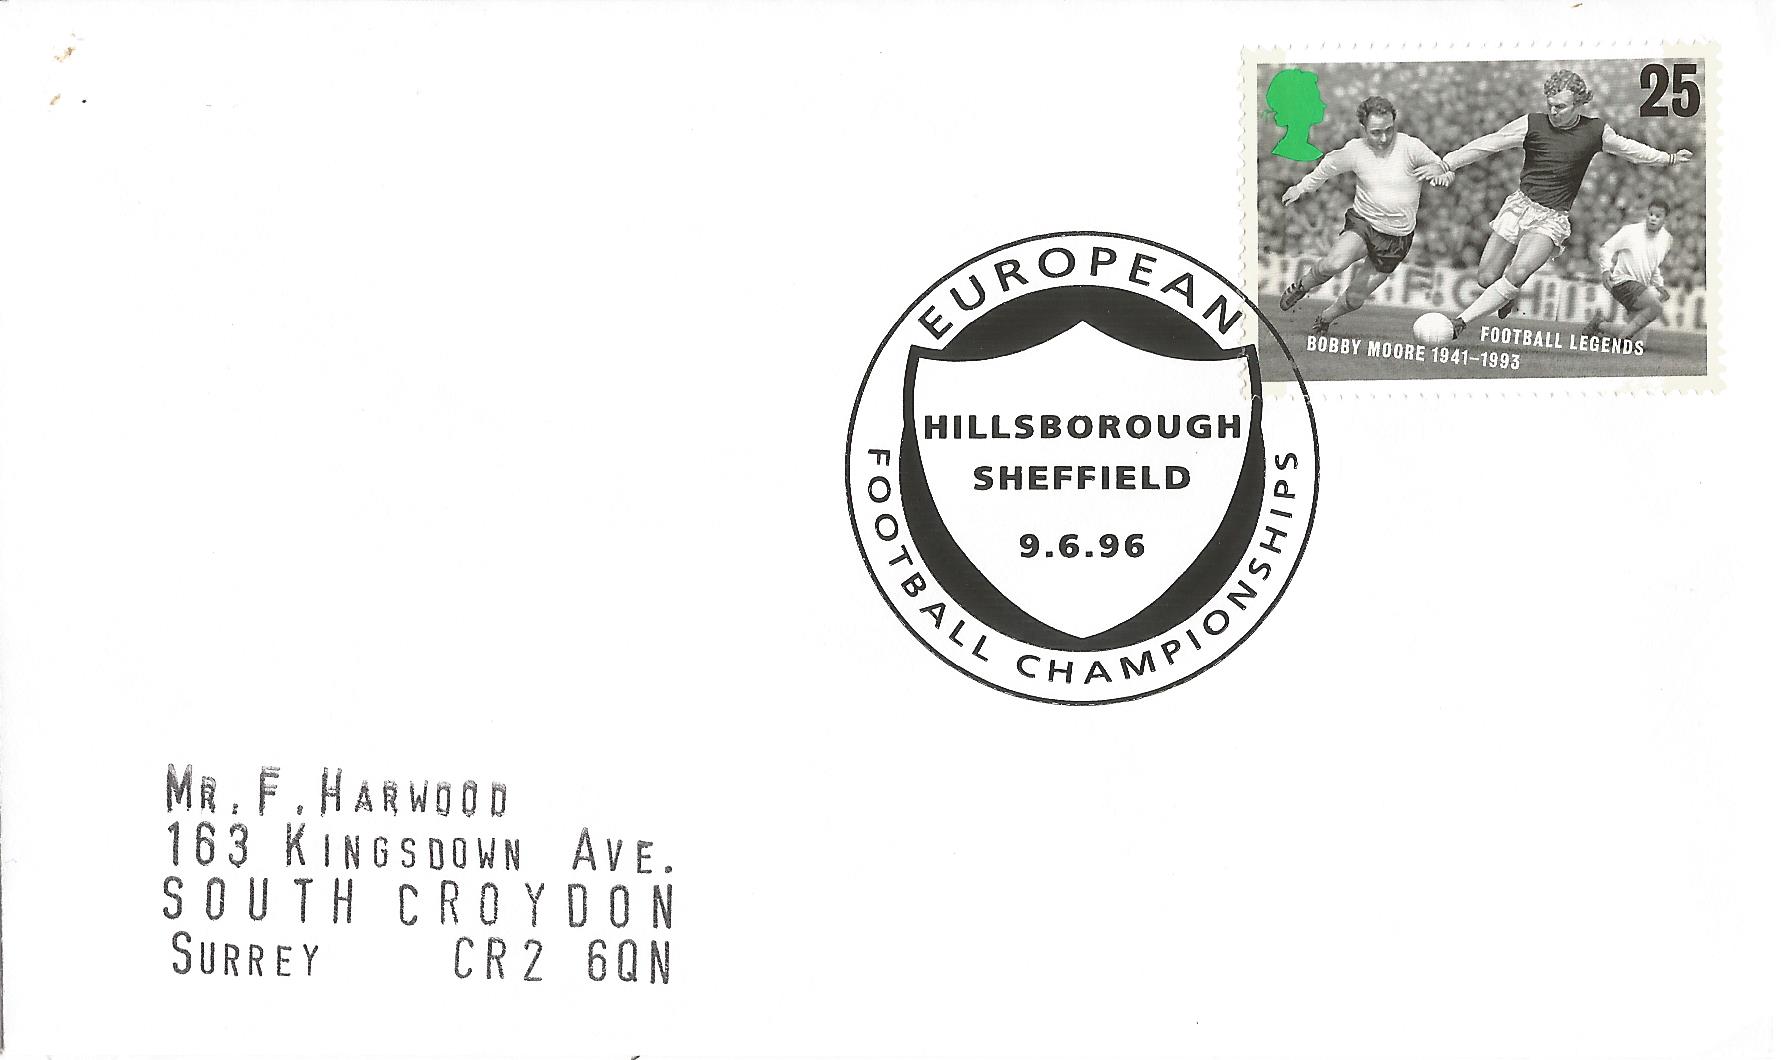 25
BOBBY MOORE 1941–1993
FOOTBALL LEGENDS
EUROPEAN
HILLSBOROUGH
SHEFFIELD
9.6.96
FOOTBALL CHAMPIONSHIPS
MR. F. HARWOOD
163 KINGSDOWN AVE.
SOUTH CROYDON
SURREY CR2 6QN